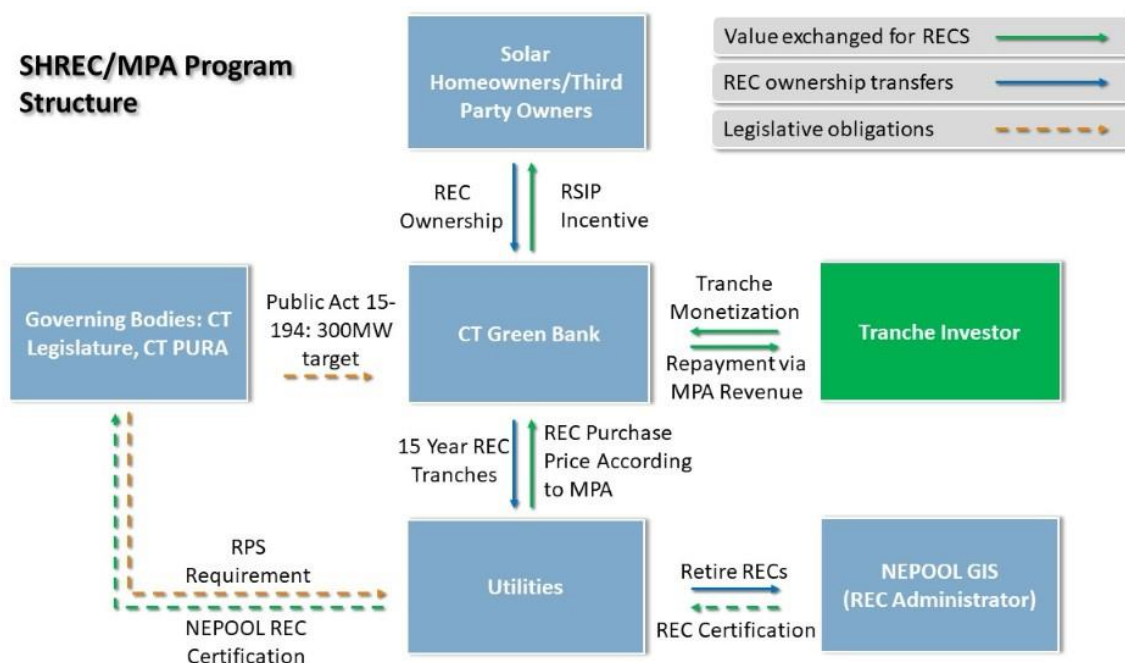 SHREC/MPA Program
Structure
Solar
Homeowners/Third
Party Owners
Value exchanged for RECS
REC ownership transfers
Legislative obligations
REC
Ownership
RSIP
Incentive
Governing Bodies: CT
Legislature, CT PURA
Public Act 15-
194: 300MW
target
CT Green Bank
Tranche
Monetization
Repayment via
MPA Revenue
Tranche Investor
15 Year REC
Tranches
REC Purchase
Price According
to MPA
RPS
Requirement
NEPOOL REC
Certification
Utilities
Retire RECs
REC Certification
NEPOOL GIS
(REC Administrator)